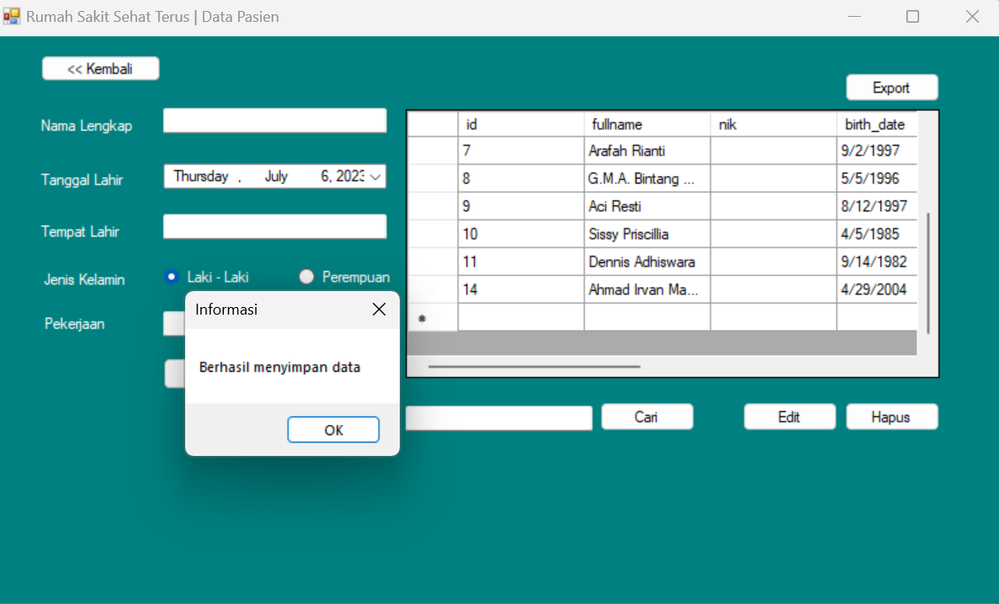 Rumah Sakit Sehat Terus | Data Pasien
<< Kembali
Export
Nama Lengkap
Tanggal Lahir
Thursday , July 6, 2023
Tempat Lahir
Jenis Kelamin
Laki - Laki
Perempuan
Pekerjaan
id fullname nik birth_date
7 Arafah Rianti 9/2/1997
8 G.M.A. Bintang ... 5/5/1996
9 Aci Resti 8/12/1997
10 Sissy Priscillia 4/5/1985
11 Dennis Adhiswara 9/14/1982
14 Ahmad Irvan Ma... 4/29/2004
*
Informasi
Berhasil menyimpan data
OK
Cari
Edit
Hapus